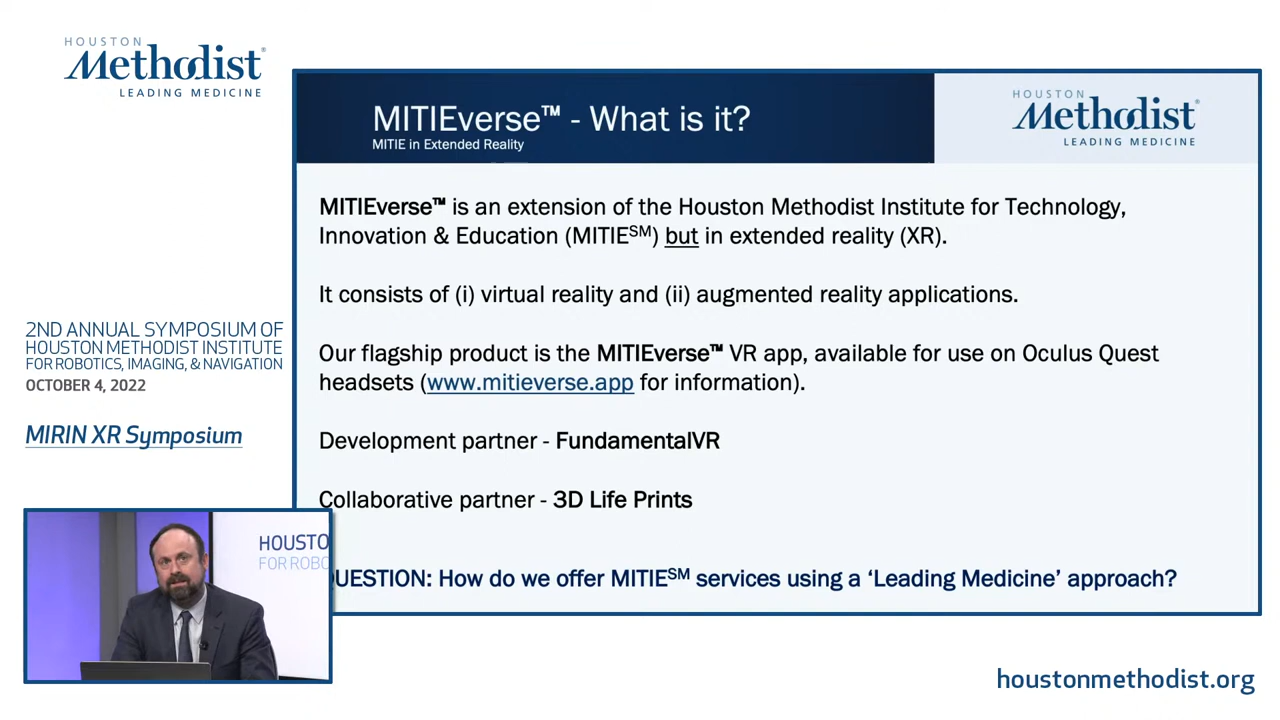 HOUSTON
Methodist®
LEADING MEDICINE
MITIEverse™ - What is it?
MITIE in Extended Reality
HOUSTON
Methodist®
LEADING MEDICINE
MITIEverse™ is an extension of the Houston Methodist Institute for Technology,
Innovation & Education (MITIE℠) but in extended reality (XR).
It consists of (i) virtual reality and (ii) augmented reality applications.
Our flagship product is the MITIEverse™ VR app, available for use on Oculus Quest
headsets (www.mitieverse.app for information).
Development partner - FundamentalVR
Collaborative partner - 3D Life Prints
QUESTION: How do we offer MITIE℠ services using a ‘Leading Medicine’ approach?
2ND ANNUAL SYMPOSIUM OF
HOUSTON METHODIST INSTITUTE
FOR ROBOTICS, IMAGING, & NAVIGATION
OCTOBER 4, 2022
MIRIN XR Symposium
HOUSTO
FOR ROBO
houstonmethodist.org